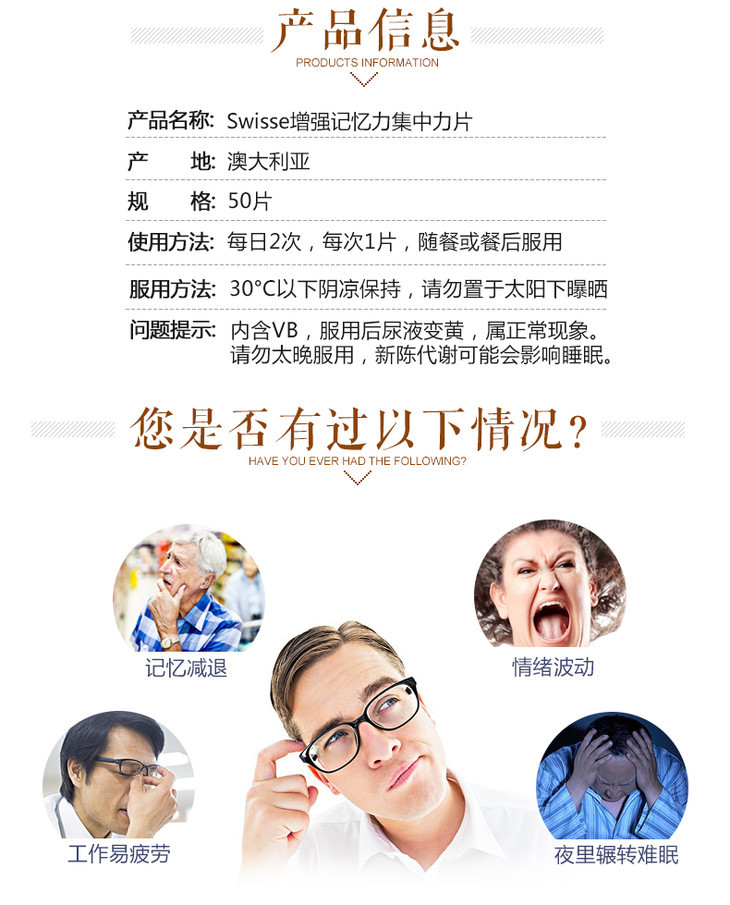 产品信息
PRODUCTS INFORMATION
产品名称: Swisse增强记忆力集中力片
产 地: 澳大利亚
规 格: 50片
使用方法: 每日2次，每次1片，随餐或餐后服用
服用方法: 30°C以下阴凉保持，请勿置于太阳下曝晒
问题提示: 内含VB，服用后尿液变黄，属正常现象。
请勿太晚服用，新陈代谢可能会影响睡眠。
您是否有过以下情况?
HAVE YOU EVER HAD THE FOLLOWING?
记忆减退
情绪波动
工作易疲劳
夜里辗转难眠